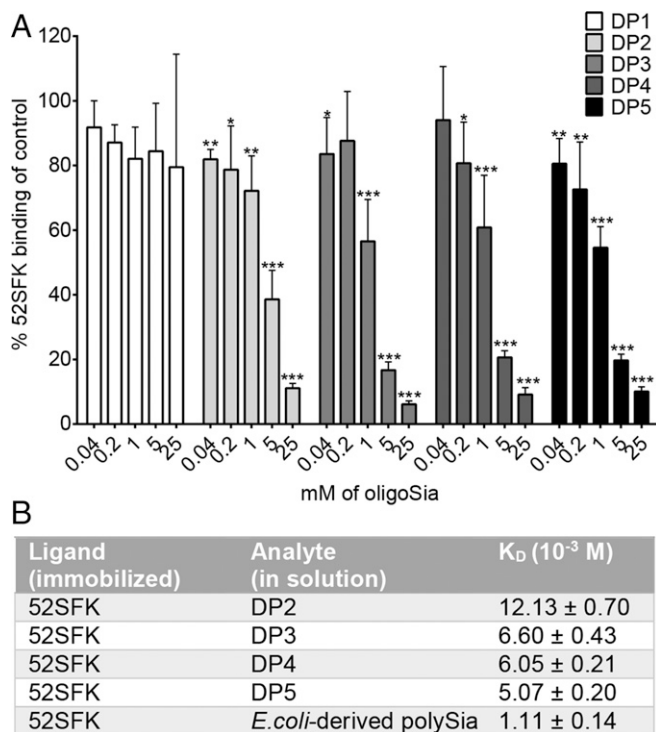 A
DP1
DP2
DP3
DP4
DP5
% 52SFK binding of control
120
100
80
60
40
20
0
** * ** *** ***
* *** *** ***
* *** *** ***
** ** *** *** ***
0.04 0.2 1 5 25 0.04 0.2 1 5 25 0.04 0.2 1 5 25 0.04 0.2 1 5 25 0.04 0.2 1 5 25
mM of oligoSia
B
Ligand (immobilized) Analyte (in solution) K_D (10⁻³ M)
52SFK DP2 12.13 ± 0.70
52SFK DP3 6.60 ± 0.43
52SFK DP4 6.05 ± 0.21
52SFK DP5 5.07 ± 0.20
52SFK E.coli-derived polySia 1.11 ± 0.14